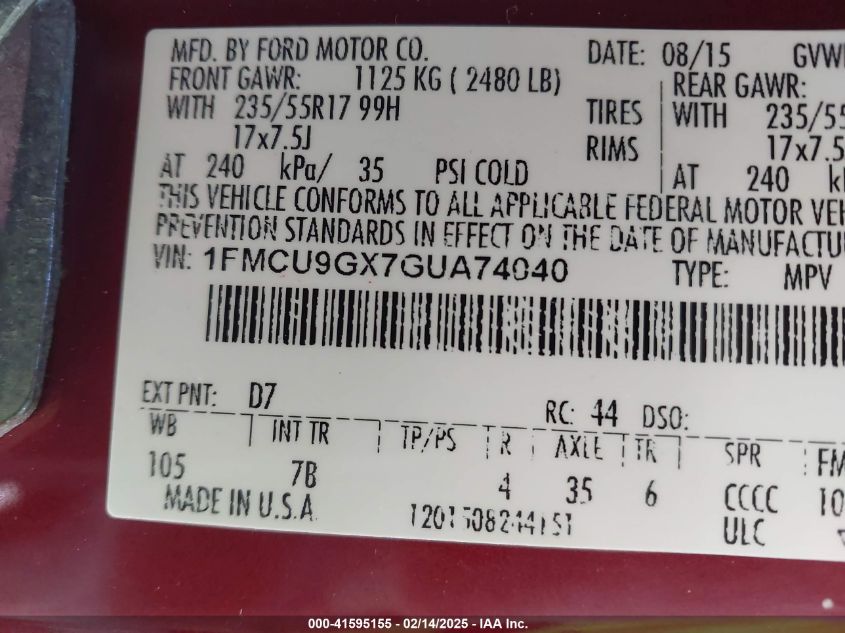 MFD. BY FORD MOTOR CO. DATE: 08/15 GVWR
FRONT GAWR: 1125 KG ( 2480 LB) REAR GAWR:
WITH 235/55R17 99H TIRES WITH 235/55
17x7.5J RIMS 17x7.5
AT 240 kPa/ 35 PSI COLD AT 240 k
THIS VEHICLE CONFORMS TO ALL APPLICABLE FEDERAL MOTOR VEH
PREVENTION STANDARDS IN EFFECT ON THE DATE OF MANUFACTU
VIN: 1FMCU9GX7GUA74040 TYPE: MPV
EXT PNT: D7 RC: 44 DSO:
WB INT TR TP/PS R AXLE TR SPR FM
105 7B 4 35 6 CCCC 10
MADE IN U.S.A. 1201508244151 ULC
000-41595155 - 02/14/2025 - IAA Inc.